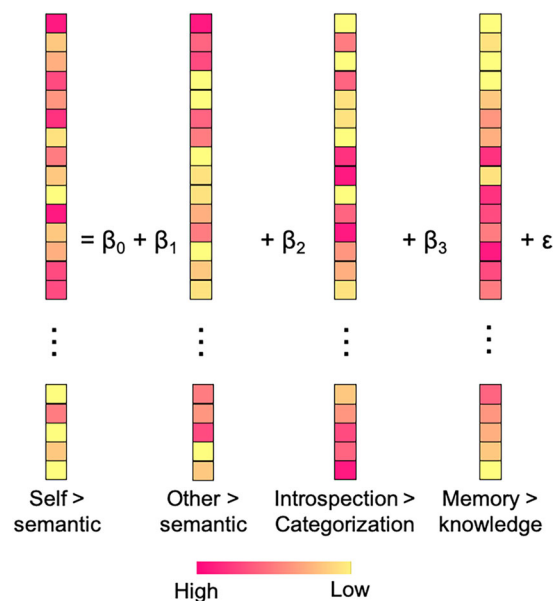 = β₀ + β₁ + β₂ + β₃ + ε
⋮ ⋮ ⋮ ⋮
Self > Other > Introspection > Memory >
semantic semantic Categorization knowledge
High Low